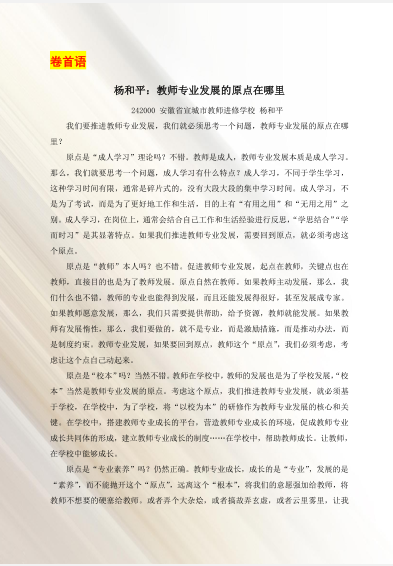 卷首语
杨和平：教师专业发展的原点在哪里
242000 安徽省宣城市教师进修学校 杨和平
我们要推进教师专业发展，我们就必须思考一个问题，教师专业发展的原点在哪
里？
原点是“成人学习”理论吗？不错。教师是成人，教师专业发展本质是成人学习。
那么，我们就要思考一个问题，成人学习有什么特点？成人学习，不同于学生学习，
这种学习时间有限，通常是碎片式的，没有大段大段的集中学习时间。成人学习，不
是为了考试，而是为了更好地工作和生活，目的上有“有用之用”和“无用之用”之
别。成人学习，在岗位上，通常会结合自己工作和生活经验进行反思，“学思结合”“学
而时习”是其显著特点。如果我们推进教师专业发展，需要回到原点，就必须考虑这
个原点。
原点是“教师”本人吗？也不错。促进教师专业发展，起点在教师，关键点也在
教师，直接目的也是为了教师发展。原点自然在教师。如果教师主动发展，那么，我
们什么也不错，教师的专业也能得到发展，而且还能发展得很好，甚至发展成专家。
如果教师愿意发展，那么，我们只需要提供帮助，给予资源，教师就能发展。如果教
师有发展惰性，那么，我们要做的，就不是专业，而是激励措施，而是推动办法，而
是制度约束。教师专业发展，如果要回到原点，教师这个“原点”，我们必须考虑，考
虑让这个点自己动起来。
原点是“校本”吗？当然不错。教师在学校中，教师的发展也是为了学校发展，“校
本”当然是教师专业发展的原点。考虑这个原点，我们推进教师专业发展，就必须基
于学校，在学校中，为了学校，将“以校为本”的研修作为教师专业发展的核心和关
键。在学校中，搭建教师专业成长的平台，营造教师专业成长的环境，促成教师专业
成长共同体的形成，建立教师专业成长的制度……在学校中，帮助教师成长。让教师，
在学校中能够成长。
原点是“专业素养”吗？仍然正确。教师专业成长，成长的是“专业”，发展的是
“素养”，而不能抛开这个“原点”，远离这个“根本”，将我们的意愿强加给教师，将
教师不想要的硬塞给教师。或者弄个大杂烩，或者搞故弄玄虚，或者云里雾里，让我